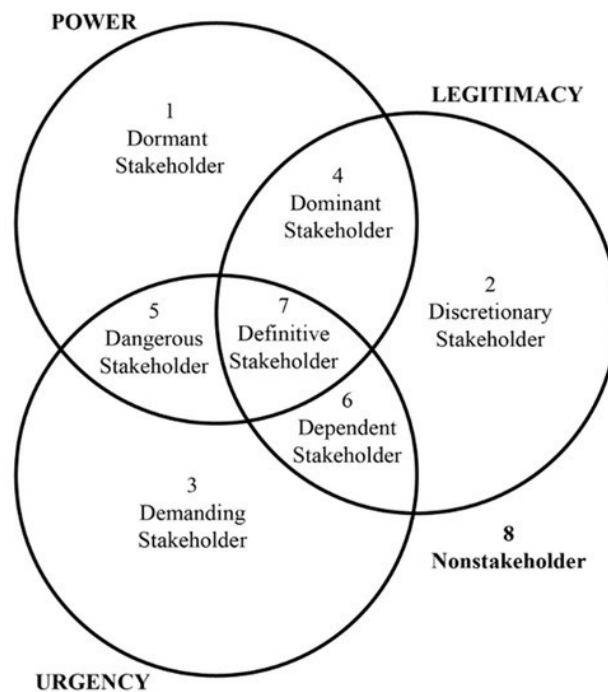 POWER
LEGITIMACY
1
Dormant
Stakeholder
4
Dominant
Stakeholder
2
Discretionary
Stakeholder
5
Dangerous
Stakeholder
7
Definitive
Stakeholder
6
Dependent
Stakeholder
3
Demanding
Stakeholder
8
Nonstakeholder
URGENCY